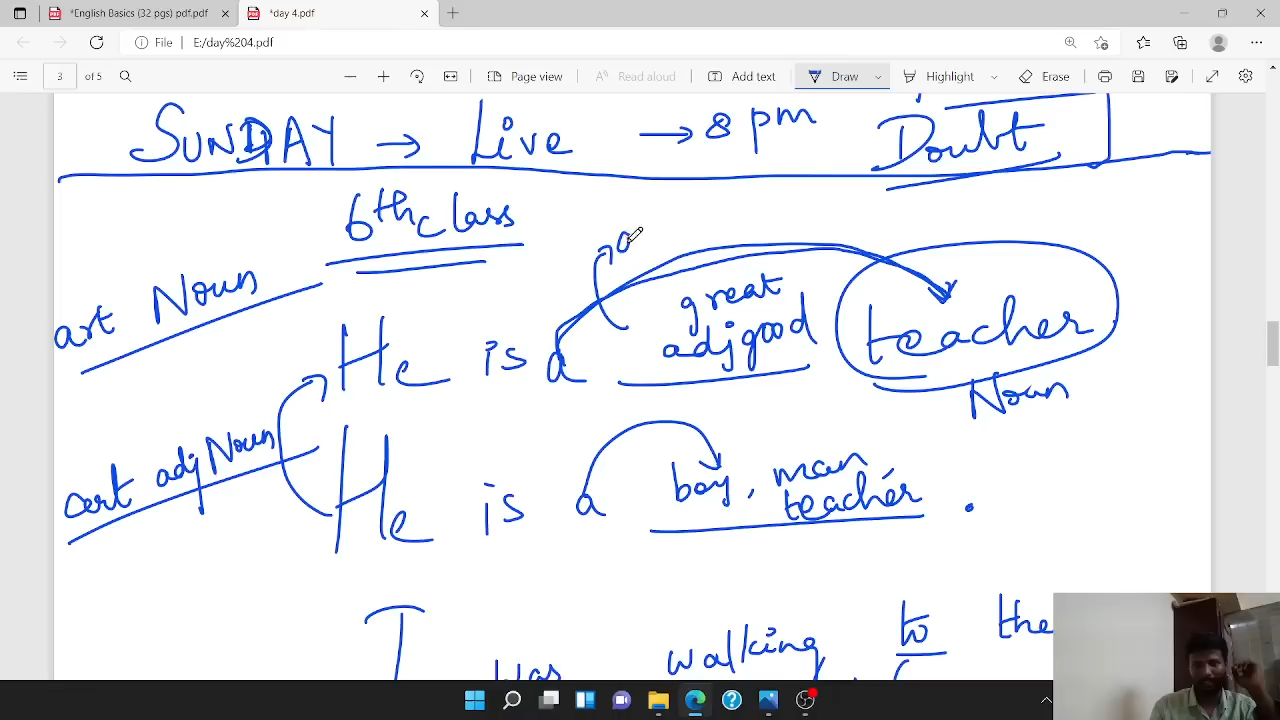 *English Basics (32 pgs) pdf.pdf
*day 4.pdf
File E:/day%204.pdf
3 of 5
Page view
Read aloud
Add text
Draw
Highlight
Erase
SUNDAY → Live → 8 pm Doubt
6th class
art Noun
great
He is a adj good teacher
Noun
art adj Noun
He is a boy, man
teacher .
I was walking to the